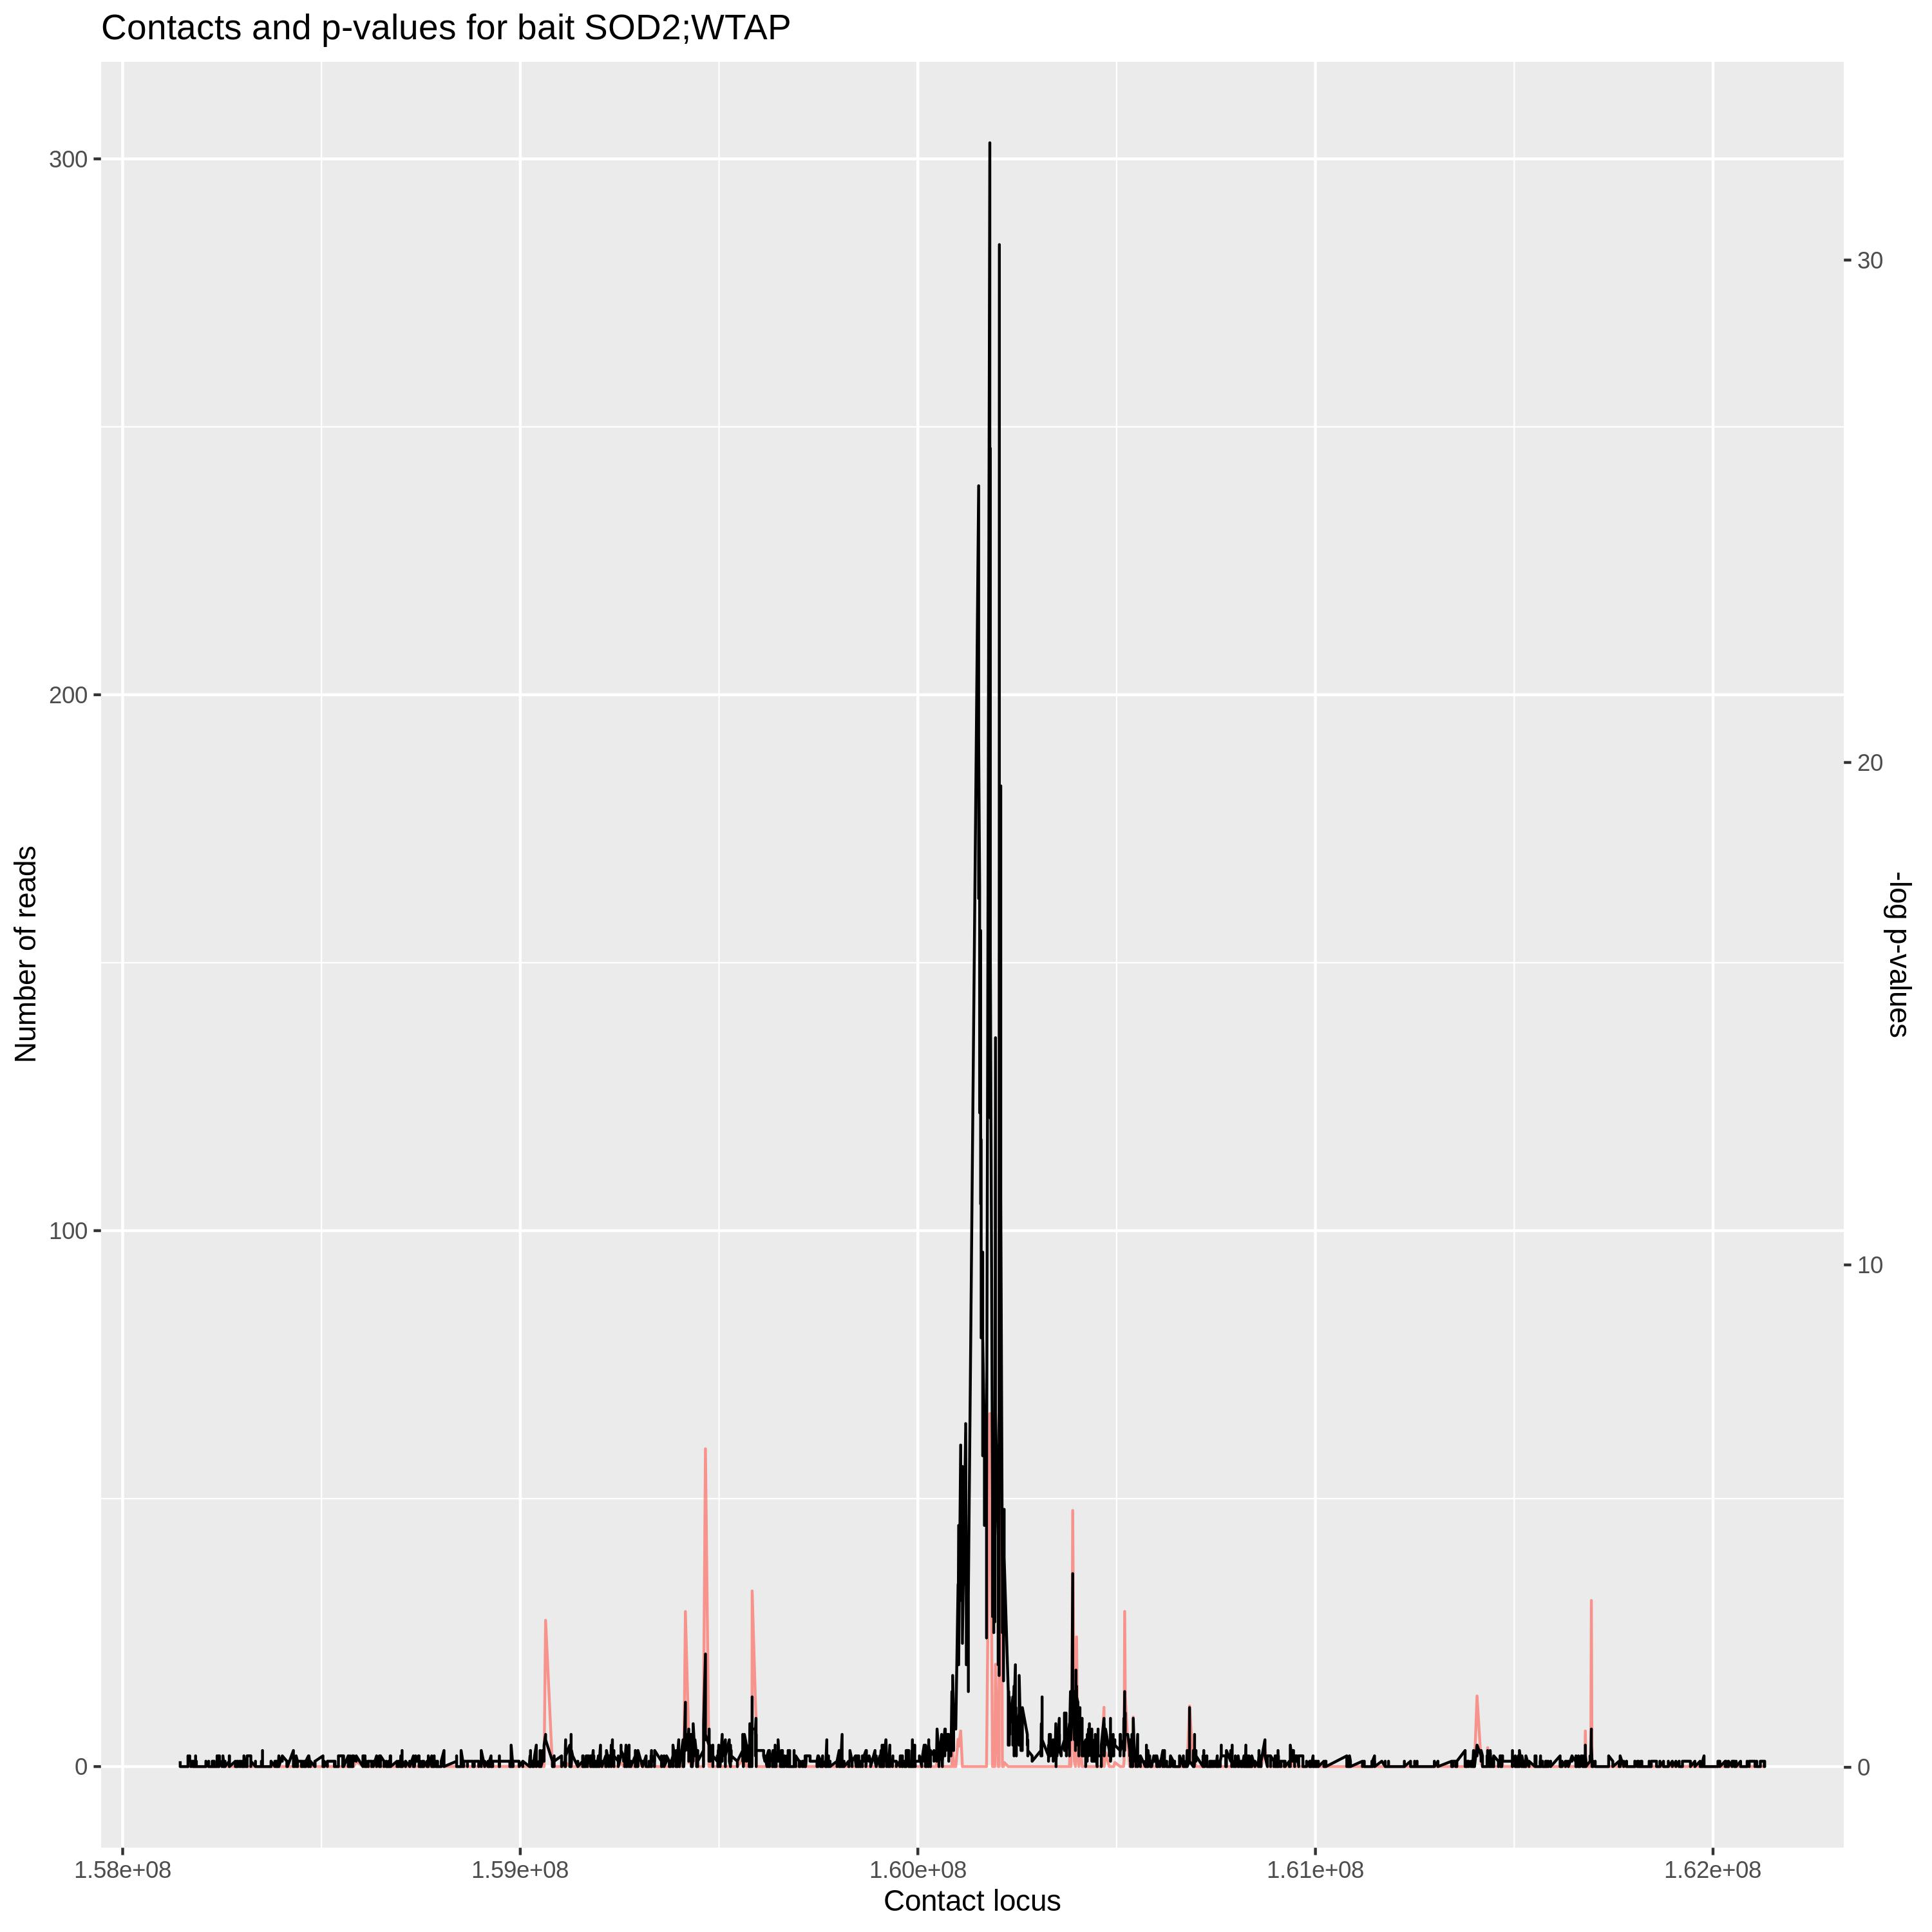 Contacts and p-values for bait SOD2;WTAP
300
200
100
0
Number of reads
30
20
10
0
-log p-values
1.58e+08
1.59e+08
1.60e+08
1.61e+08
1.62e+08
Contact locus